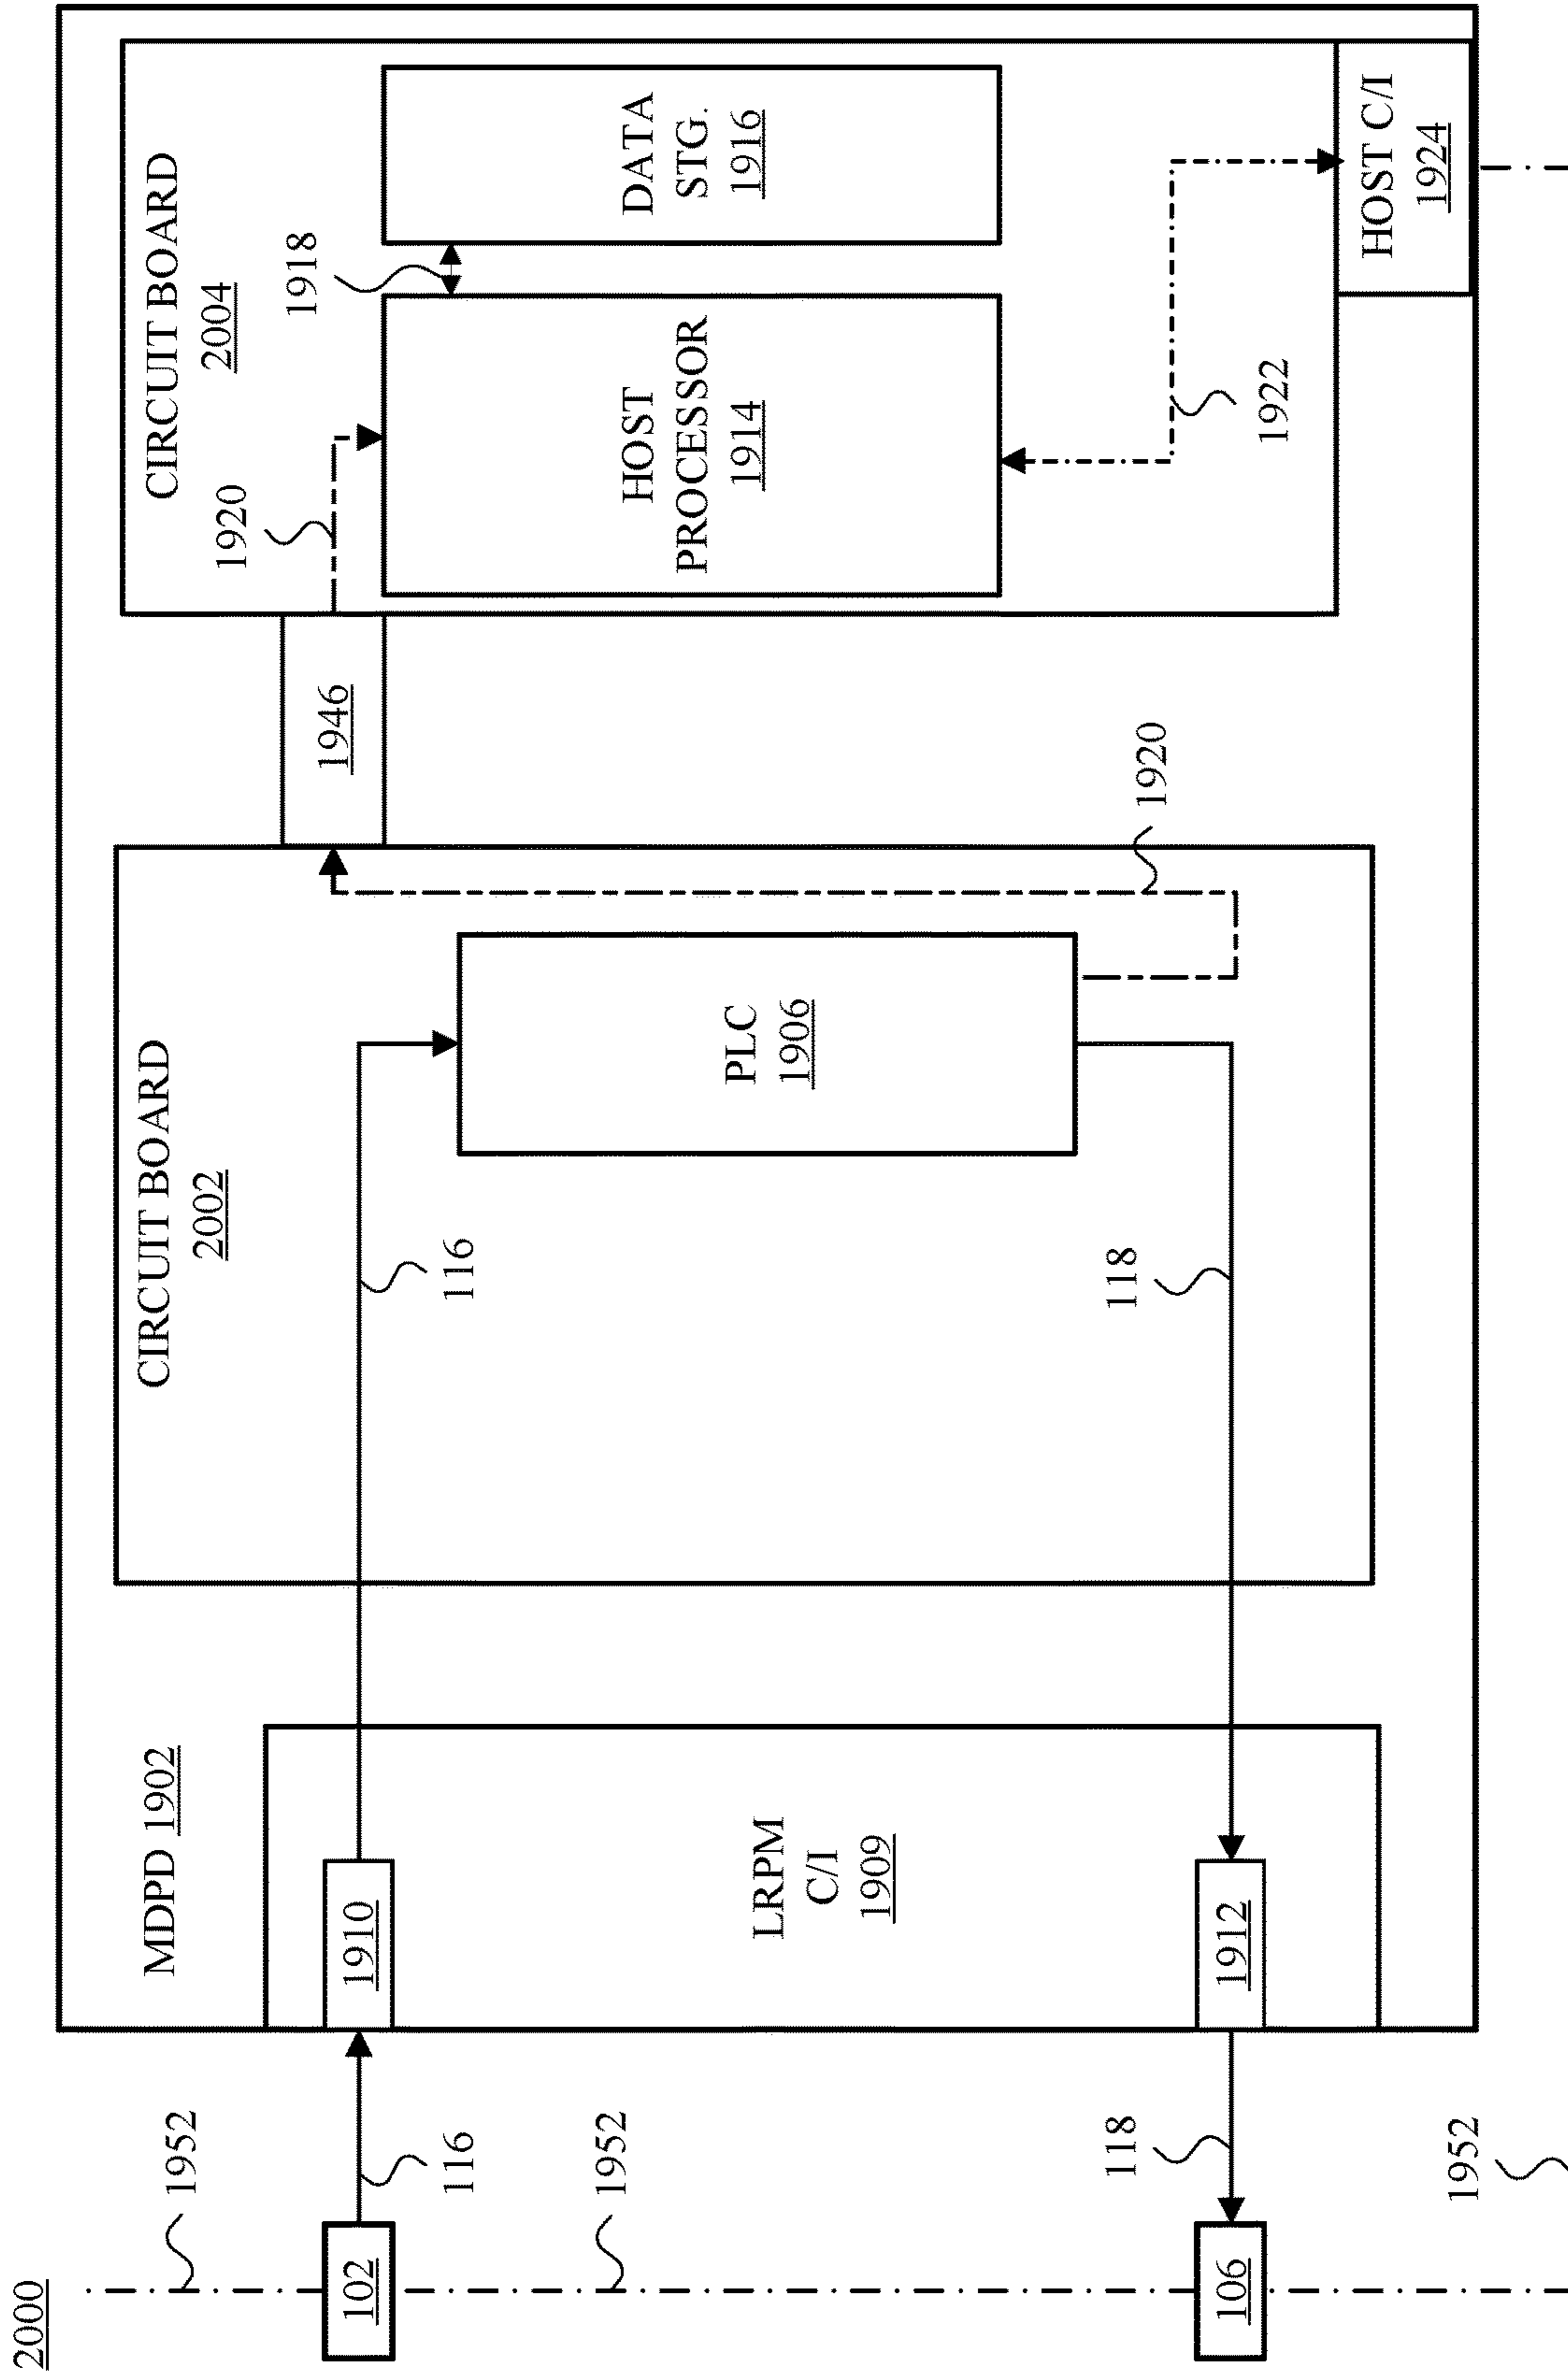 2000
1952
102
116
1952
118
106
1952
MDPD 1902
1910
LRPM
C/I
1909
1912
CIRCUIT BOARD
2002
116
118
PLC
1906
1920
1946
CIRCUIT BOARD
2004
1920
1918
HOST
PROCESSOR
1914
DATA
STG.
1916
1922
HOST C/I
1924